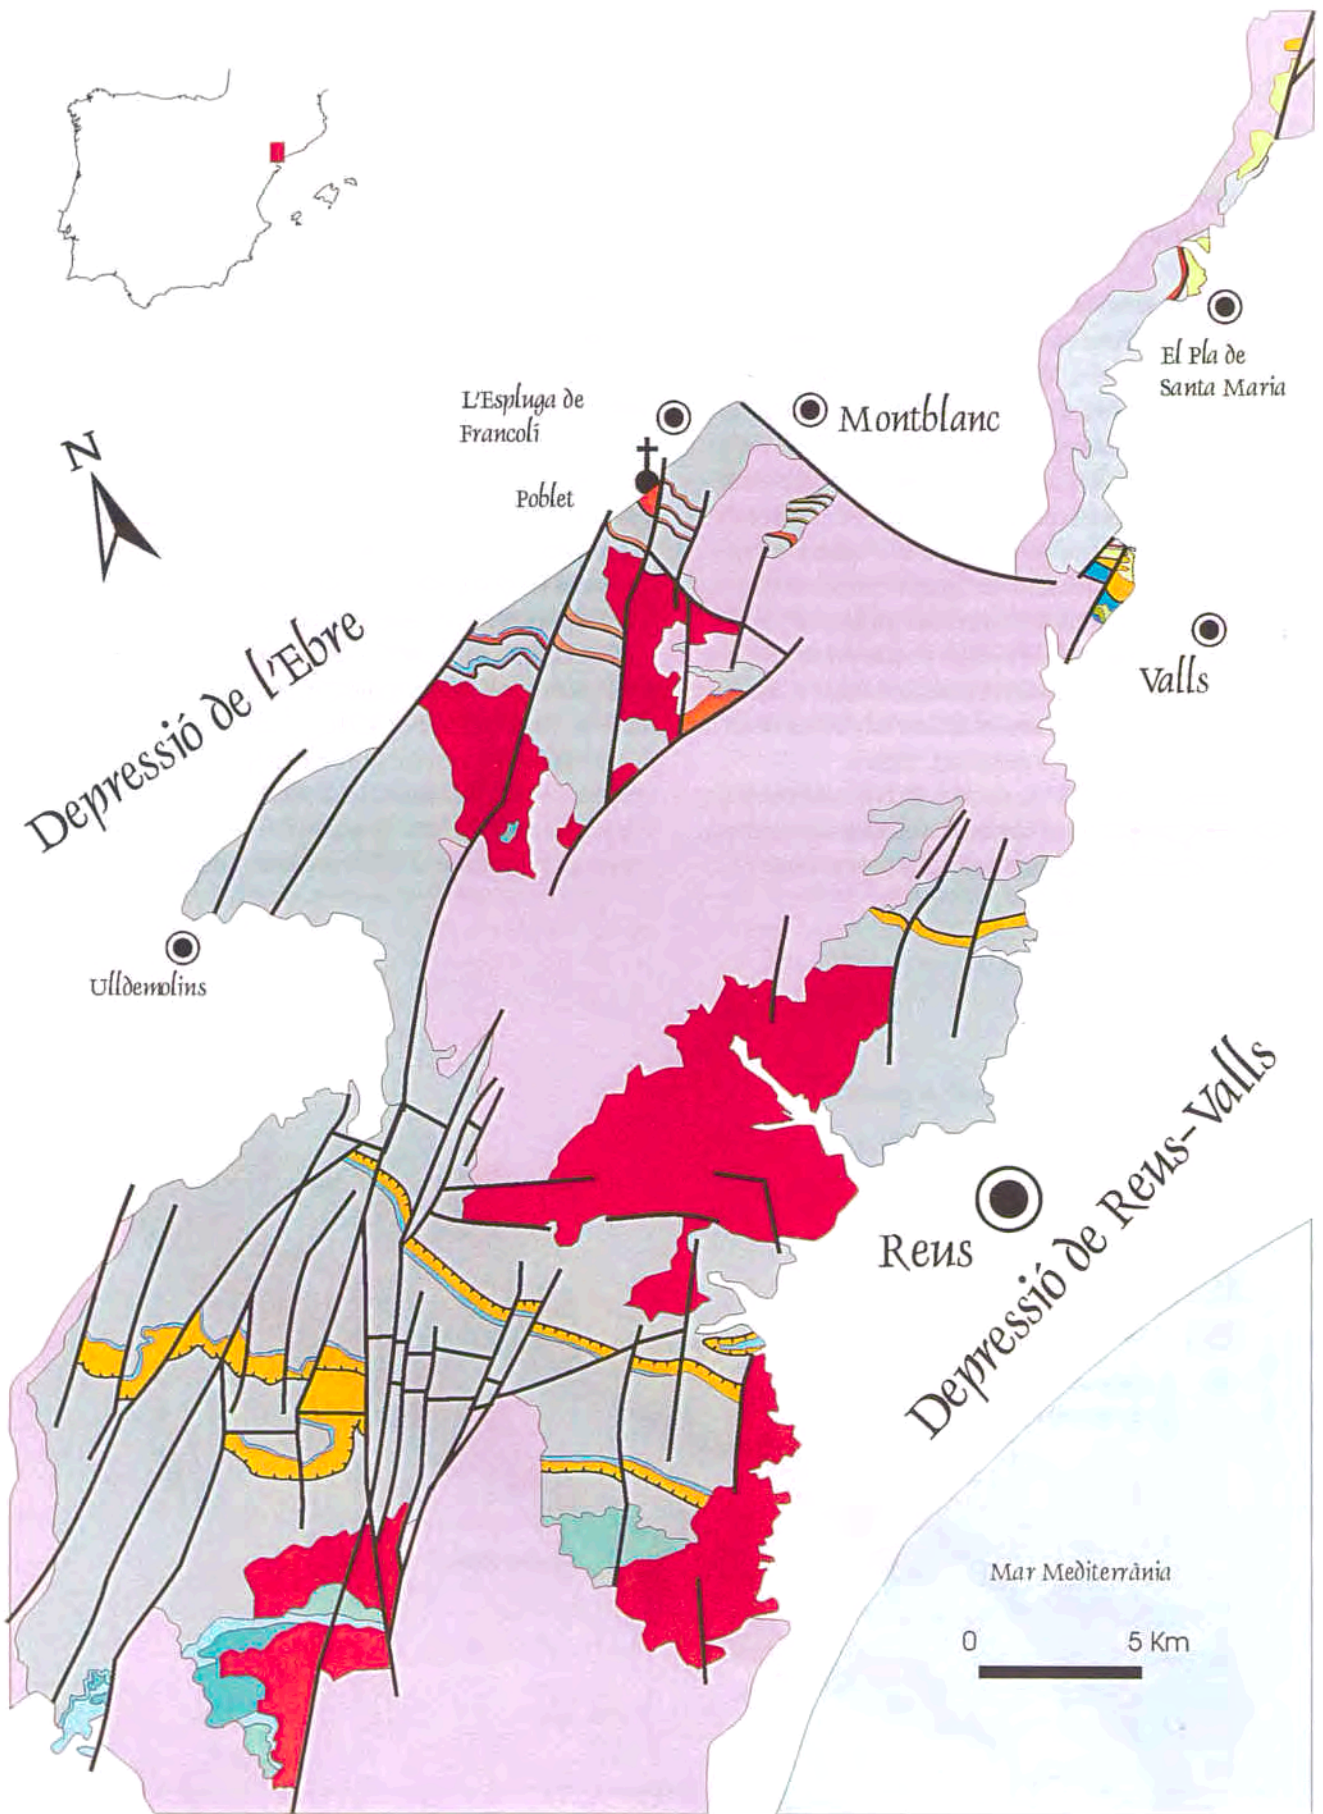 El Pla de
Santa Maria
L'Espluga de
Francolí
Montblanc
N
Poblet
Valls
Depressió de l'Ebre
Ulldemolins
Reus
Depressió de Reus-Valls
Mar Mediterrània
0 5 Km